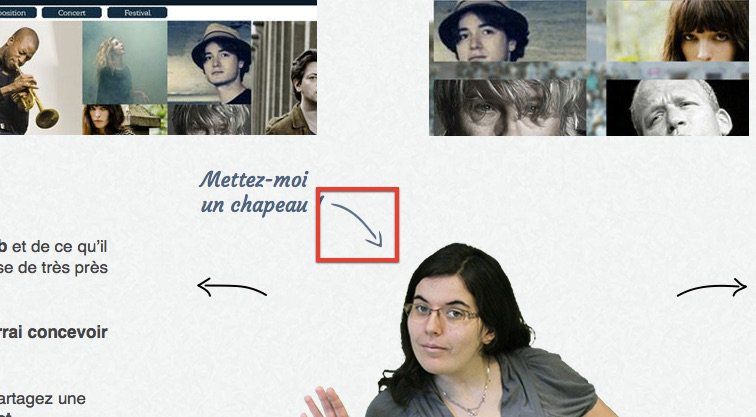 osition Concert Festival
Mettez-moi
un chapeau !
b et de ce qu'il
se de très près
rrai concevoir
artagez une